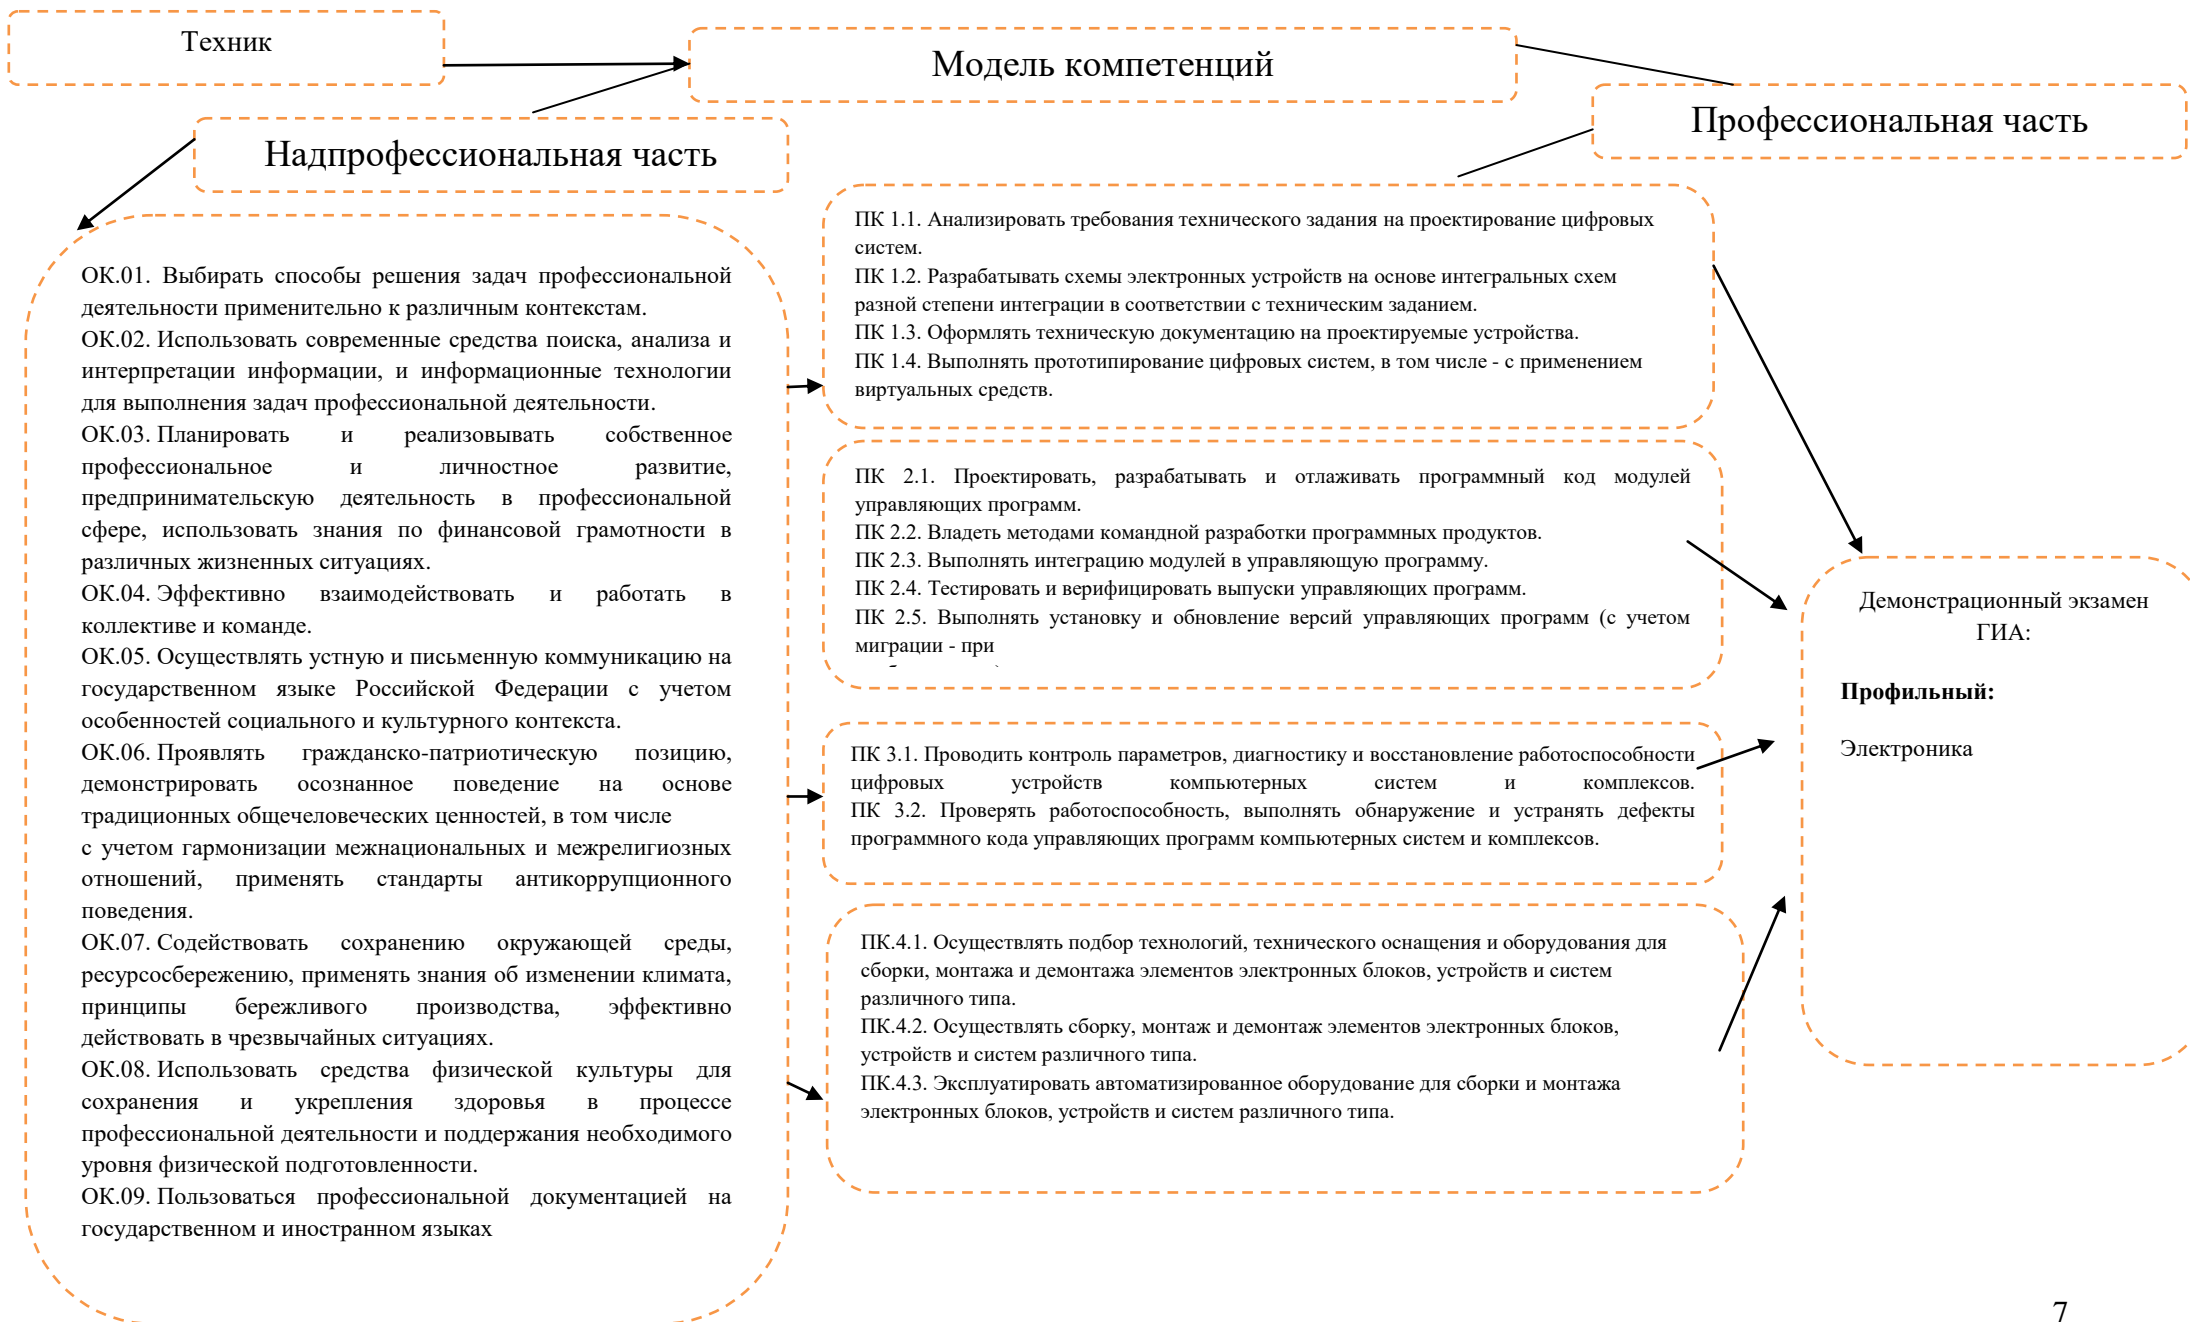 Техник
Модель компетенций
Профессиональная часть
Надпрофессиональная часть
ОК.01. Выбирать способы решения задач профессиональной
деятельности применительно к различным контекстам.
ОК.02. Использовать современные средства поиска, анализа и
интерпретации информации, и информационные технологии
для выполнения задач профессиональной деятельности.
ОК.03. Планировать и реализовывать собственное
профессиональное и личностное развитие,
предпринимательскую деятельность в профессиональной
сфере, использовать знания по финансовой грамотности в
различных жизненных ситуациях.
ОК.04. Эффективно взаимодействовать и работать в
коллективе и команде.
ОК.05. Осуществлять устную и письменную коммуникацию на
государственном языке Российской Федерации с учетом
особенностей социального и культурного контекста.
ОК.06. Проявлять гражданско-патриотическую позицию,
демонстрировать осознанное поведение на основе
традиционных общечеловеческих ценностей, в том числе
с учетом гармонизации межнациональных и межрелигиозных
отношений, применять стандарты антикоррупционного
поведения.
ОК.07. Содействовать сохранению окружающей среды,
ресурсосбережению, применять знания об изменении климата,
принципы бережливого производства, эффективно
действовать в чрезвычайных ситуациях.
ОК.08. Использовать средства физической культуры для
сохранения и укрепления здоровья в процессе
профессиональной деятельности и поддержания необходимого
уровня физической подготовленности.
ОК.09. Пользоваться профессиональной документацией на
государственном и иностранном языках
ПК 1.1. Анализировать требования технического задания на проектирование цифровых
систем.
ПК 1.2. Разрабатывать схемы электронных устройств на основе интегральных схем
разной степени интеграции в соответствии с техническим заданием.
ПК 1.3. Оформлять техническую документацию на проектируемые устройства.
ПК 1.4. Выполнять прототипирование цифровых систем, в том числе - с применением
виртуальных средств.
ПК 2.1. Проектировать, разрабатывать и отлаживать программный код модулей
управляющих программ.
ПК 2.2. Владеть методами командной разработки программных продуктов.
ПК 2.3. Выполнять интеграцию модулей в управляющую программу.
ПК 2.4. Тестировать и верифицировать выпуски управляющих программ.
ПК 2.5. Выполнять установку и обновление версий управляющих программ (с учетом
миграции - при
ПК 3.1. Проводить контроль параметров, диагностику и восстановление работоспособности
цифровых устройств компьютерных систем и комплексов.
ПК 3.2. Проверять работоспособность, выполнять обнаружение и устранять дефекты
программного кода управляющих программ компьютерных систем и комплексов.
ПК.4.1. Осуществлять подбор технологий, технического оснащения и оборудования для
сборки, монтажа и демонтажа элементов электронных блоков, устройств и систем
различного типа.
ПК.4.2. Осуществлять сборку, монтаж и демонтаж элементов электронных блоков,
устройств и систем различного типа.
ПК.4.3. Эксплуатировать автоматизированное оборудование для сборки и монтажа
электронных блоков, устройств и систем различного типа.
Демонстрационный экзамен
ГИА:
Профильный:
Электроника
7